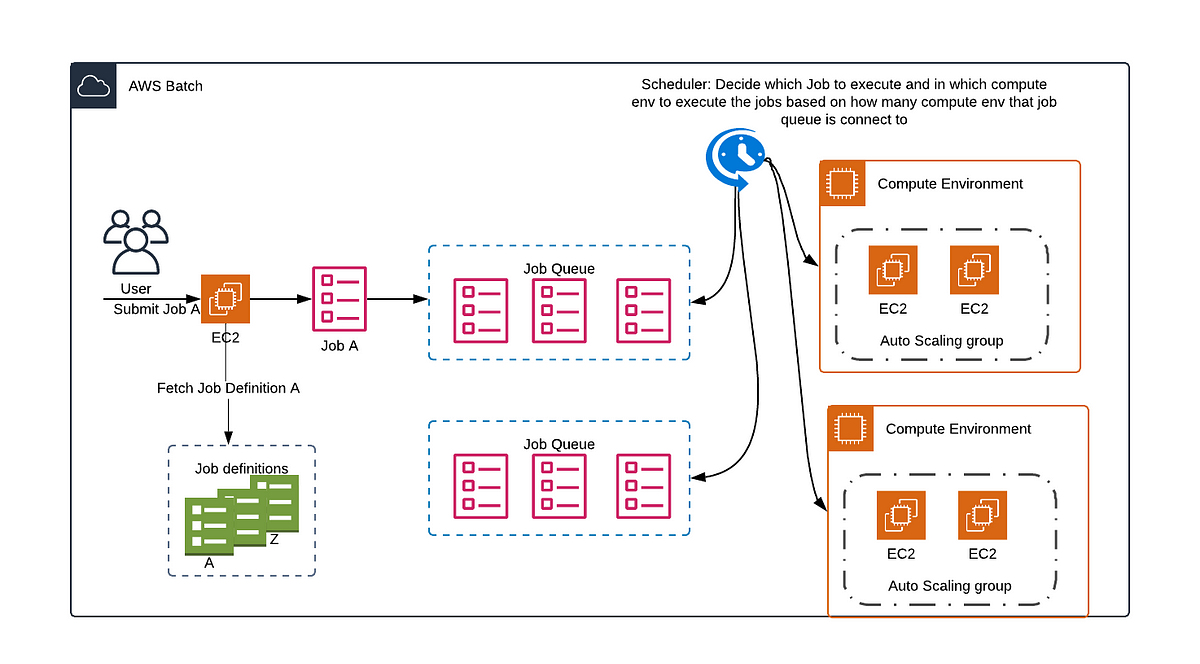 AWS Batch
Scheduler: Decide which Job to execute and in which compute
env to execute the jobs based on how many compute env that job
queue is connect to
User
Submit Job A
EC2
Job A
Fetch Job Definition A
Job definitions
A
Z
Job Queue
Job Queue
Compute Environment
EC2
EC2
Auto Scaling group
Compute Environment
EC2
EC2
Auto Scaling group